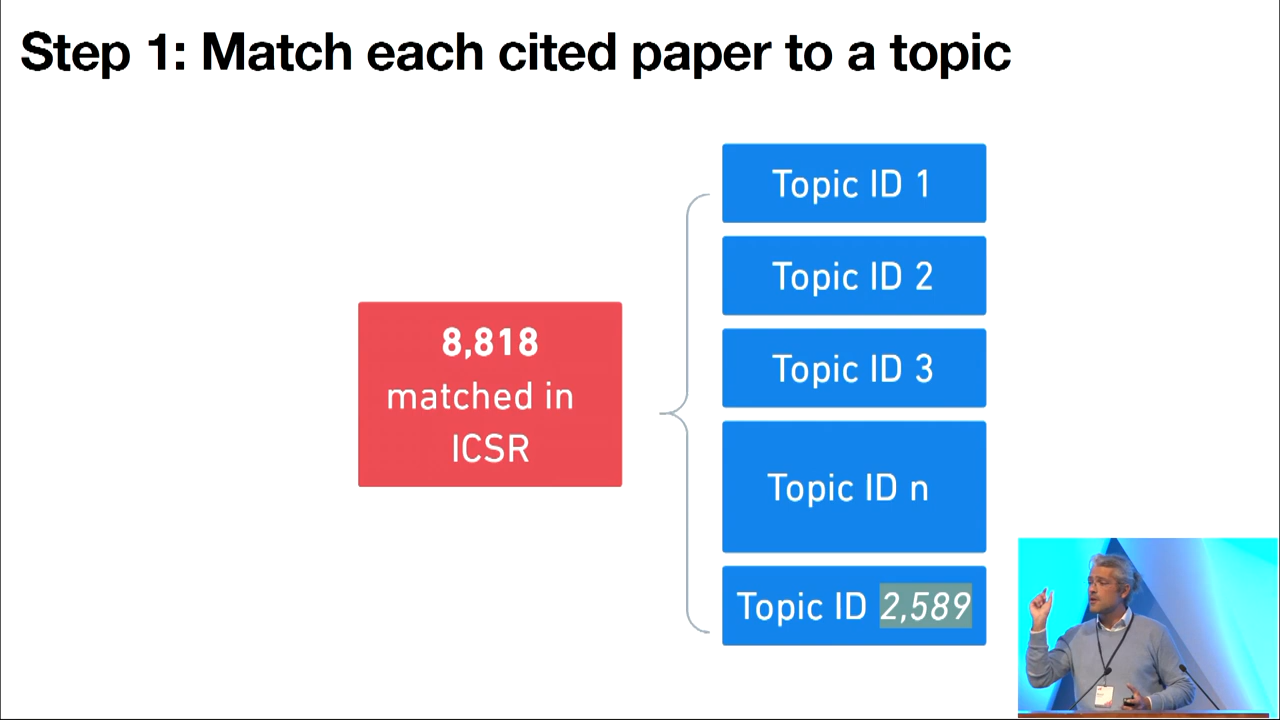 Step 1: Match each cited paper to a topic
8,818
matched in
ICSR
Topic ID 1
Topic ID 2
Topic ID 3
Topic ID n
Topic ID 2,589